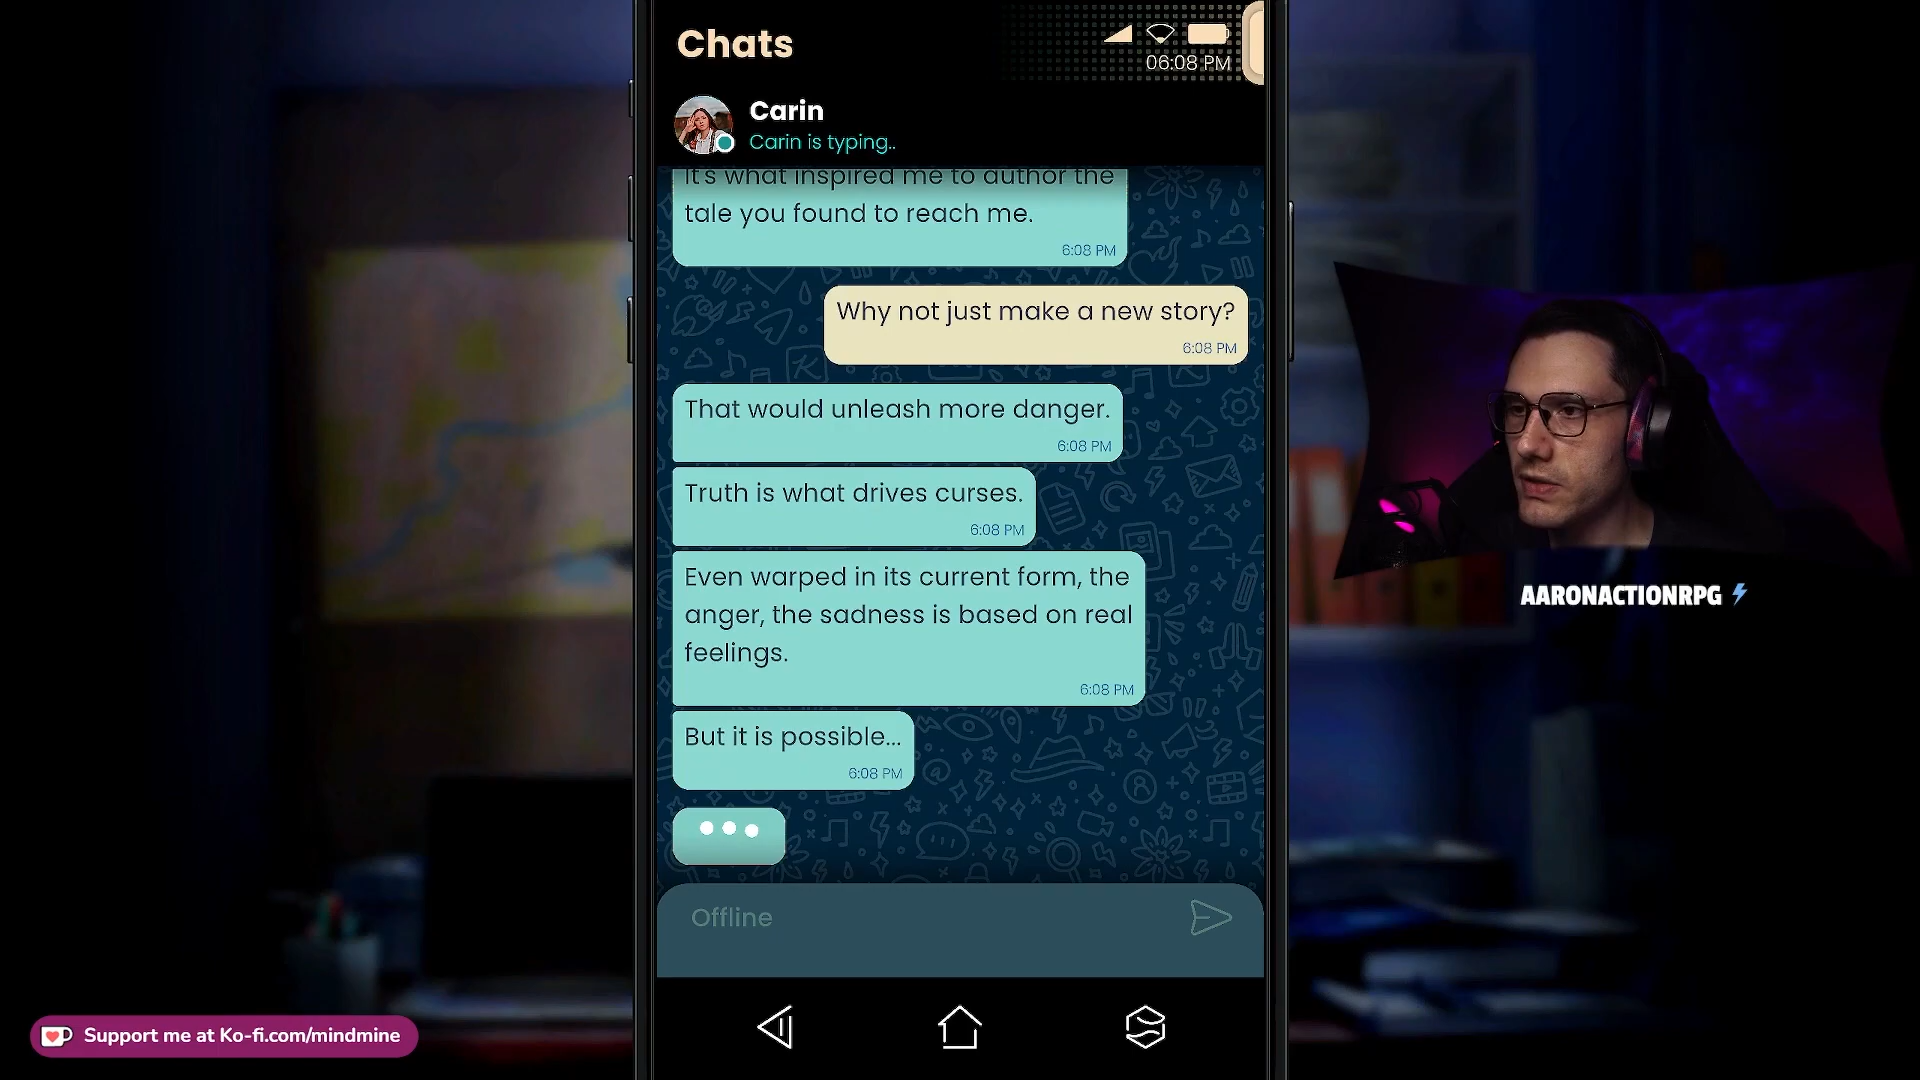 Chats
06:08 PM
Carin
Carin is typing..
It's what inspired me to author the
tale you found to reach me.
6:08 PM
Why not just make a new story?
6:08 PM
That would unleash more danger.
6:08 PM
Truth is what drives curses.
6:08 PM
Even warped in its current form, the
anger, the sadness is based on real
feelings.
6:08 PM
But it is possible...
6:08 PM
Offline
AARONACTIONRPG
Support me at Ko-fi.com/mindmine